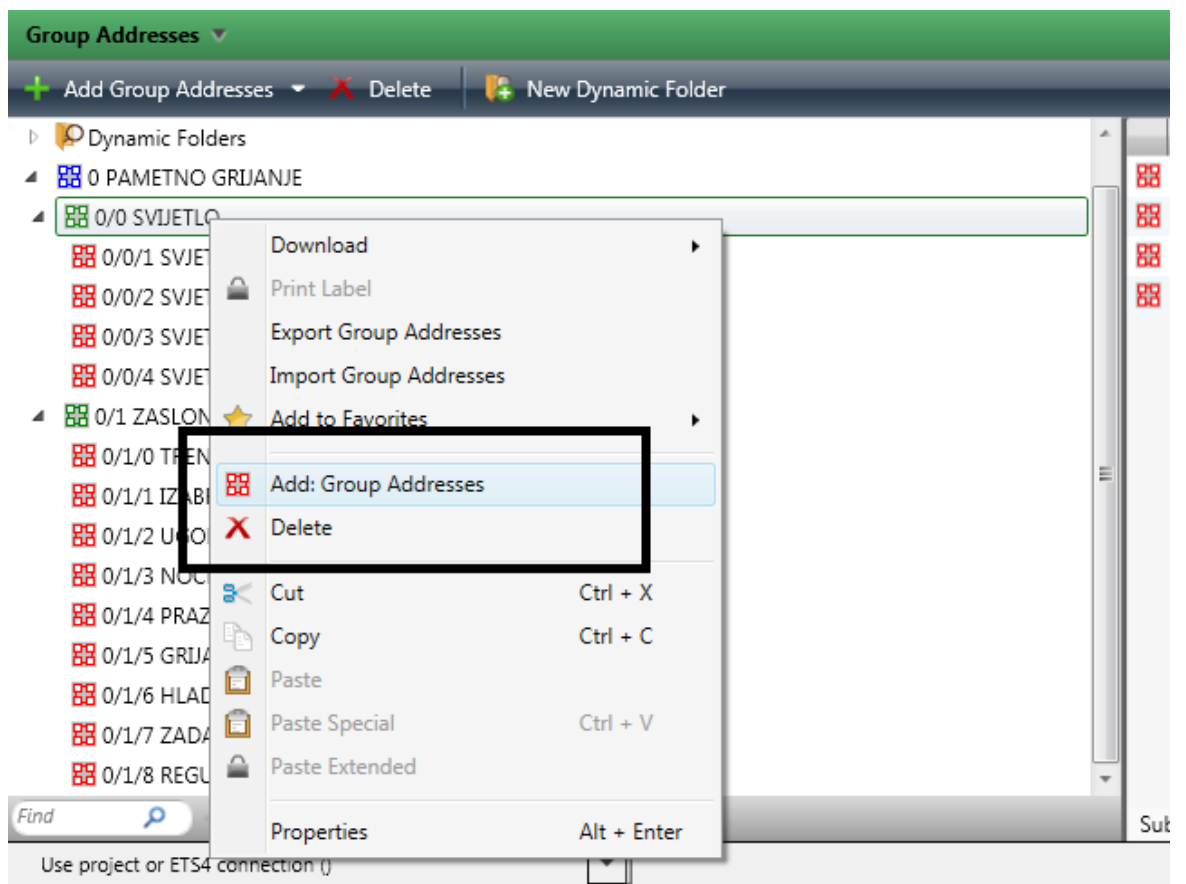 Group Addresses
Add Group Addresses Delete New Dynamic Folder
Dynamic Folders
0 PAMETNO GRIJANJE
0/0 SVIJETLO
0/0/1 SVJET
0/0/2 SVJET
0/0/3 SVJET
0/0/4 SVJET
0/1 ZASLON
0/1/0 TREN
0/1/1 IZABI
0/1/2 UGO
0/1/3 NOC
0/1/4 PRAZ
0/1/5 GRIJA
0/1/6 HLAD
0/1/7 ZADA
0/1/8 REGU
Download
Print Label
Export Group Addresses
Import Group Addresses
Add to Favorites
Add: Group Addresses
Delete
Cut Ctrl + X
Copy Ctrl + C
Paste
Paste Special Ctrl + V
Paste Extended
Properties Alt + Enter
Find
Sub
Use project or ETS4 connection ()